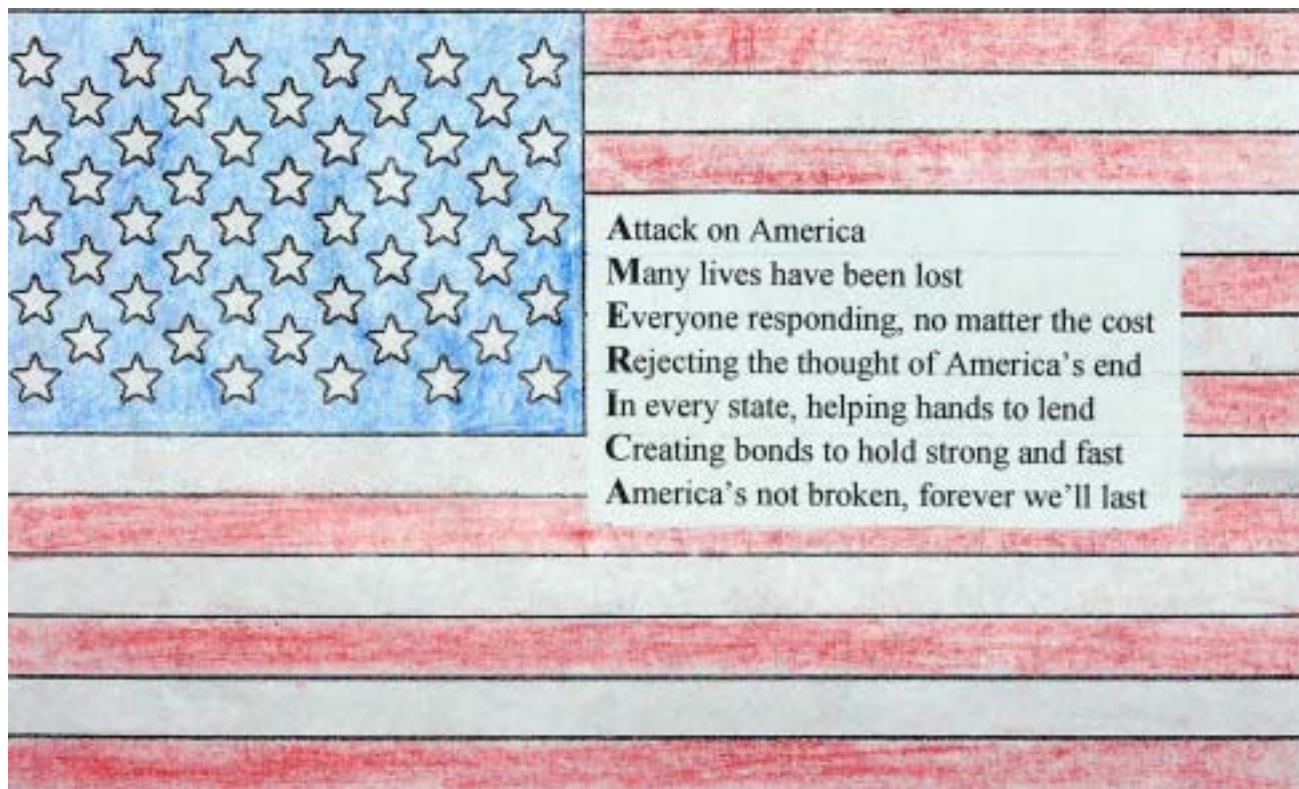 Attack on America
Many lives have been lost
Everyone responding, no matter the cost
Rejecting the thought of America's end
In every state, helping hands to lend
Creating bonds to hold strong and fast
America's not broken, forever we'll last